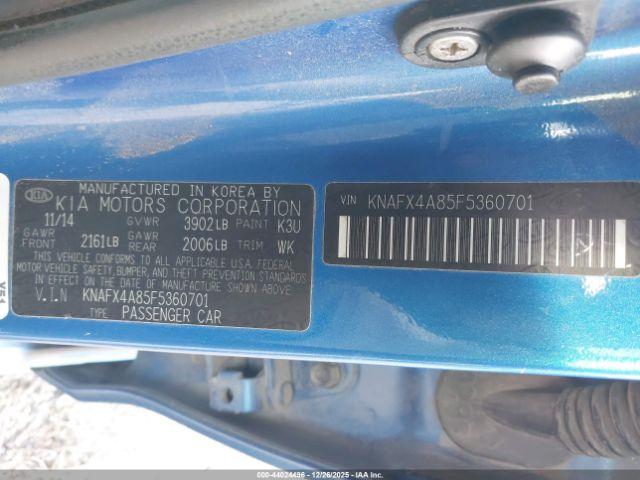 KIA
MANUFACTURED IN KOREA BY
KIA MOTORS CORPORATION
11/14 GVWR 3902LB PAINT K3U
GAWR FRONT 2161LB GAWR REAR 2006LB TRIM WK
THIS VEHICLE CONFORMS TO ALL APPLICABLE U.S.A. FEDERAL
MOTOR VEHICLE SAFETY, BUMPER, AND THEFT PREVENTION STANDARDS
IN EFFECT ON THE DATE OF MANUFACTURE SHOWN ABOVE.
V.I.N KNAFX4A85F5360701
TYPE PASSENGER CAR
VIN KNAFX4A85F5360701
000-44024496 - 12/26/2025 - IAA Inc.